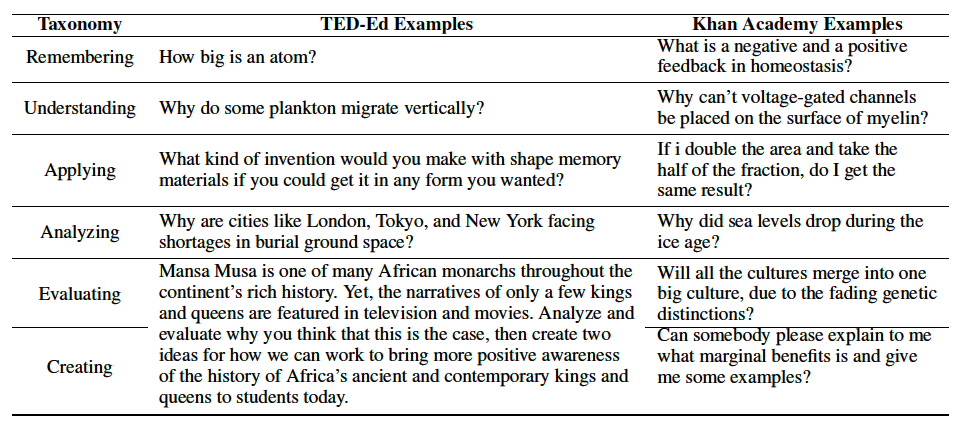 Taxonomy TED-Ed Examples Khan Academy Examples
Remembering How big is an atom? What is a negative and a positive
feedback in homeostasis?
Understanding Why do some plankton migrate vertically? Why can't voltage-gated channels
be placed on the surface of myelin?
Applying What kind of invention would you make with shape memory
materials if you could get it in any form you wanted?
If i double the area and take the
half of the fraction, do I get the
same result?
Analyzing Why are cities like London, Tokyo, and New York facing
shortages in burial ground space?
Why did sea levels drop during the
ice age?
Evaluating
Creating
Mansa Musa is one of many African monarchs throughout the
continent's rich history. Yet, the narratives of only a few kings
and queens are featured in television and movies. Analyze and
evaluate why you think that this is the case, then create two
ideas for how we can work to bring more positive awareness
of the history of Africa's ancient and contemporary kings and
queens to students today.
Will all the cultures merge into one
big culture, due to the fading genetic
distinctions?
Can somebody please explain to me
what marginal benefits is and give
me some examples?